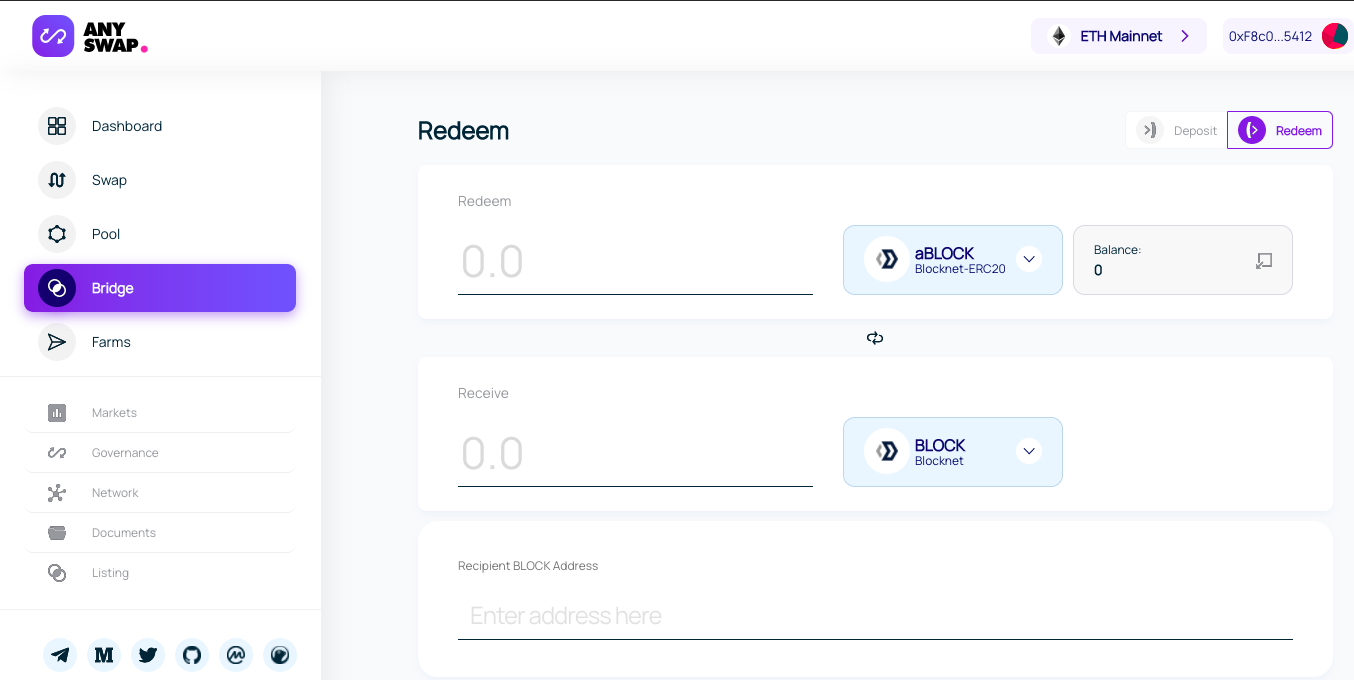 ANY
SWAP.
ETH Mainnet
0xF8c0...5412
Dashboard
Swap
Pool
Bridge
Farms
Markets
Governance
Network
Documents
Listing
Redeem
Deposit
Redeem
Redeem
0.0
aBLOCK
Blocknet-ERC20
Balance:
0
Receive
0.0
BLOCK
Blocknet
Recipient BLOCK Address
Enter address here